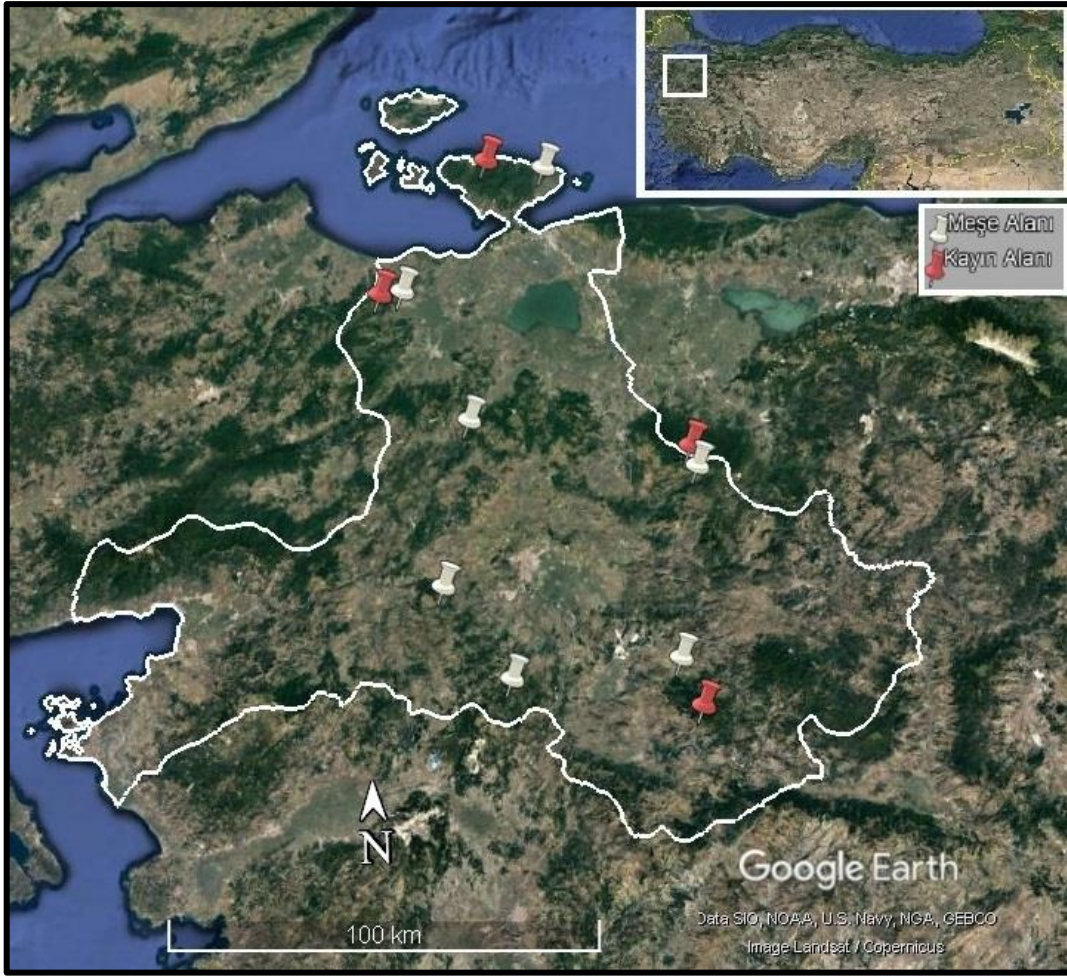 Meşe Alanı
Kayın Alanı
N
100 km
Google Earth
Data SIO, NOAA, U.S. Navy, NGA, GEBCO
Image Landsat / Copernicus